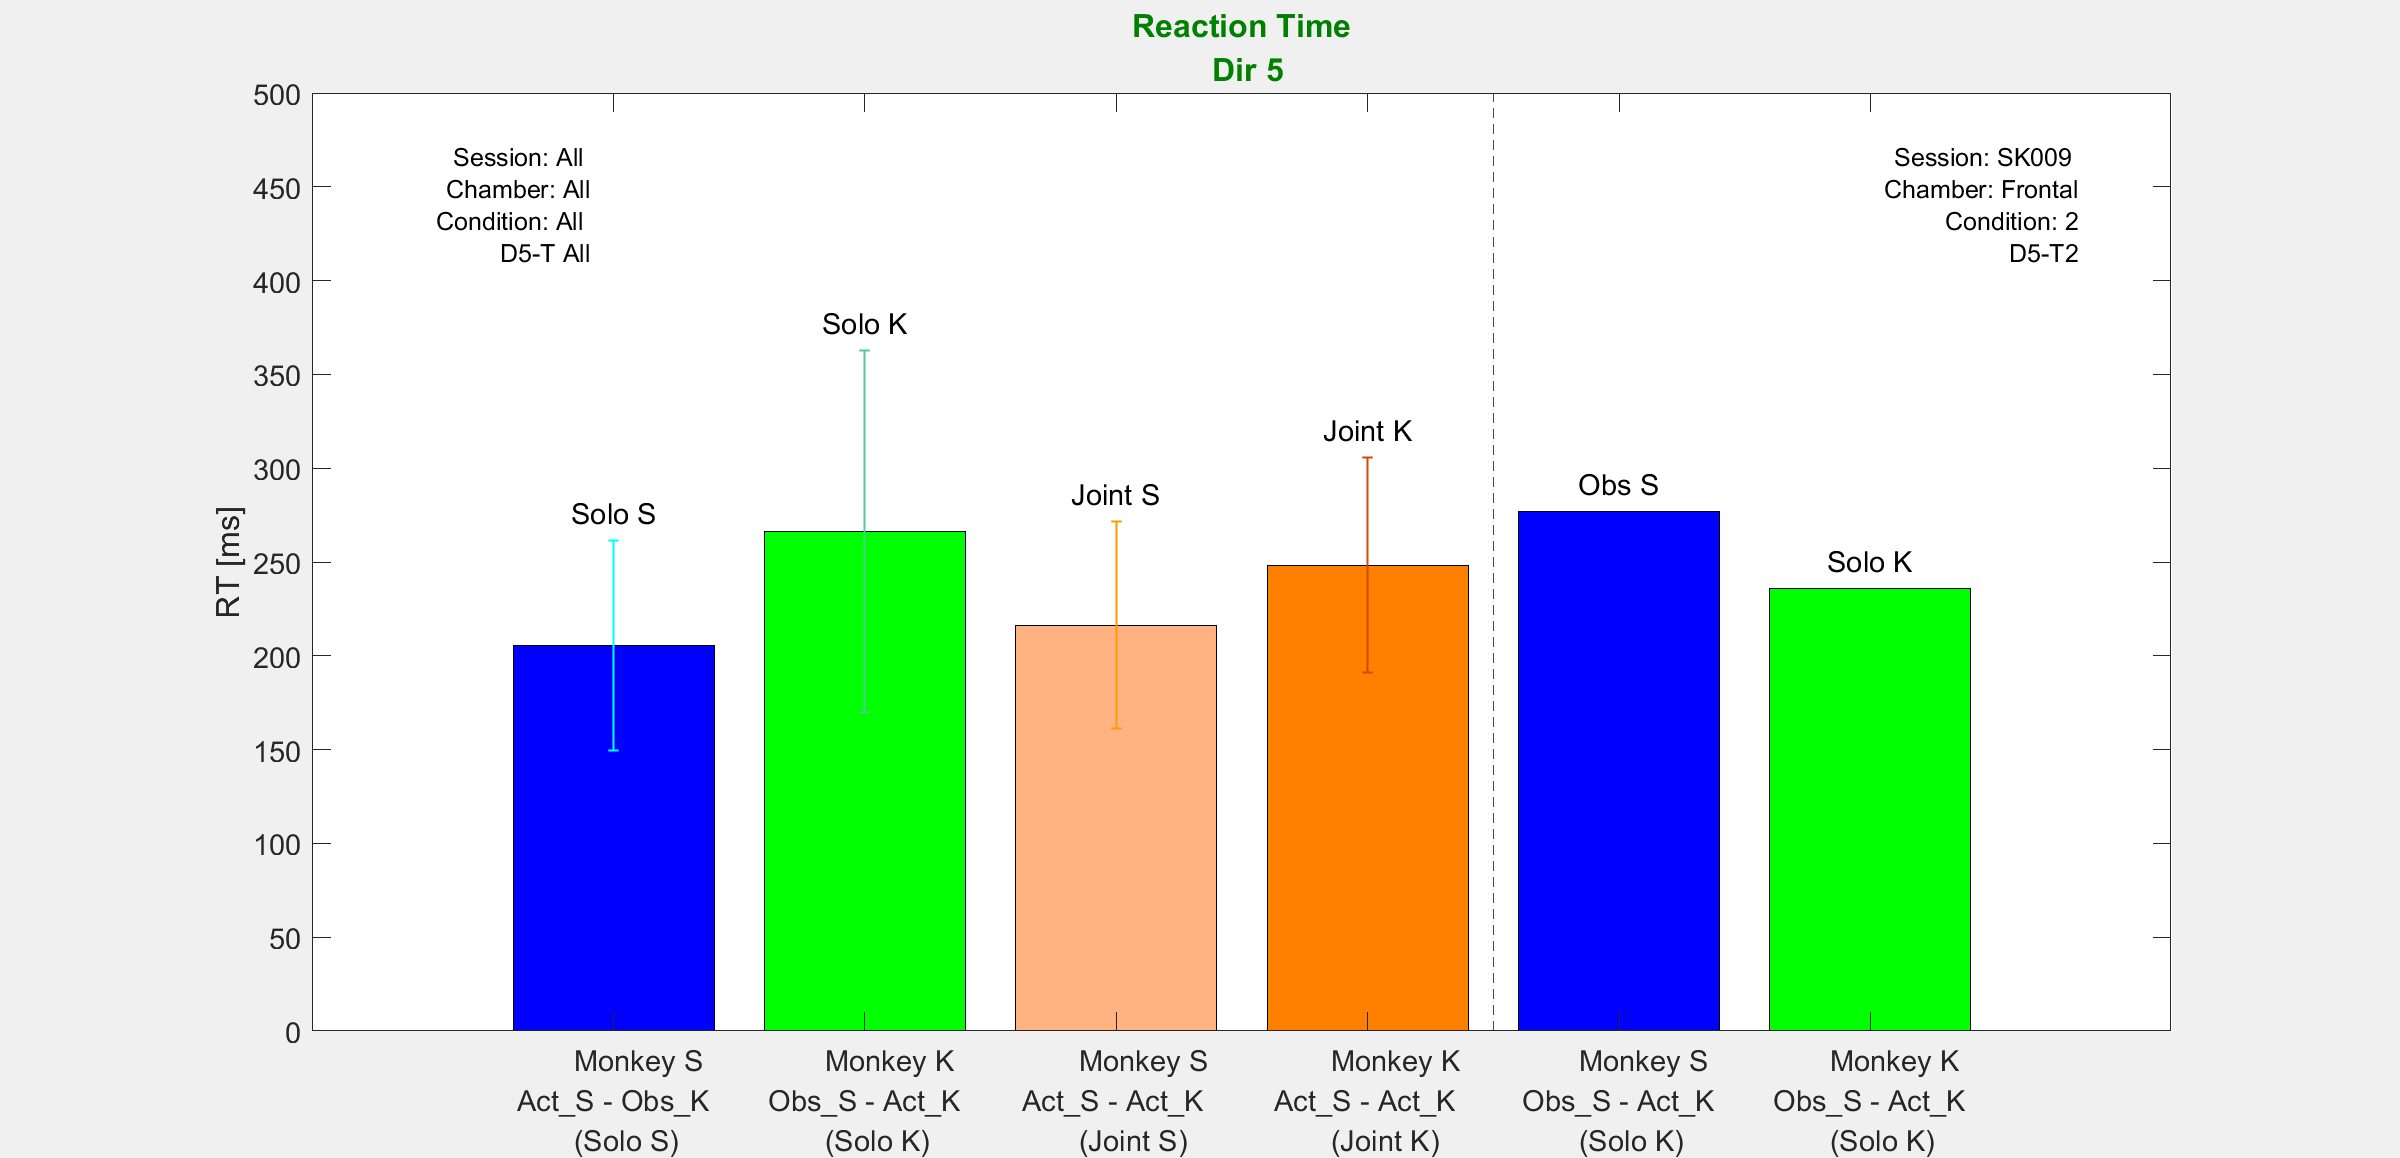 Reaction Time
Dir 5
500
450
400
350
300
250
200
150
100
50
0
RT [ms]
Session: All
Chamber: All
Condition: All
D5-T All
Session: SK009
Chamber: Frontal
Condition: 2
D5-T2
Solo S
Solo K
Joint S
Joint K
Obs S
Solo K
Monkey S
Act_S - Obs_K
(Solo S)
Monkey K
Obs_S - Act_K
(Solo K)
Monkey S
Act_S - Act_K
(Joint S)
Monkey K
Act_S - Act_K
(Joint K)
Monkey S
Obs_S - Act_K
(Solo K)
Monkey K
Obs_S - Act_K
(Solo K)